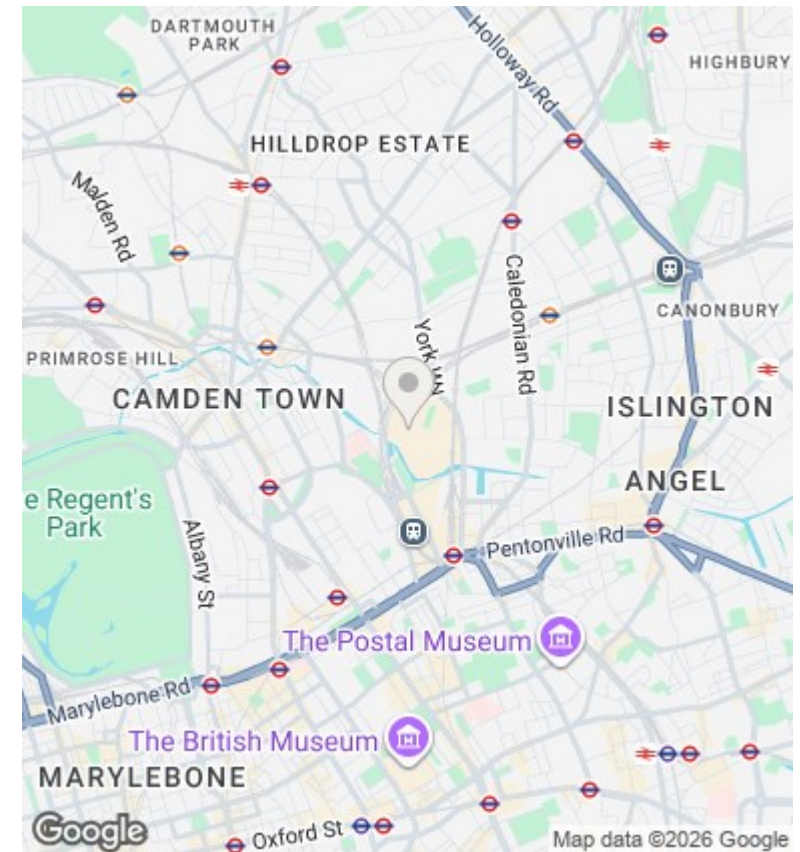 DARTMOUTH
PARK
Holloway Rd
HIGHBURY
HILLDROP ESTATE
Malden Rd
Caledonian Rd
CANONBURY
York Wy
PRIMROSE HILL
CAMDEN TOWN
ISLINGTON
ANGEL
e Regent's
Park
Albany St
Pentonville Rd
The Postal Museum
Marylebone Rd
The British Museum
MARYLEBONE
Google
Oxford St
Map data ©2026 Google